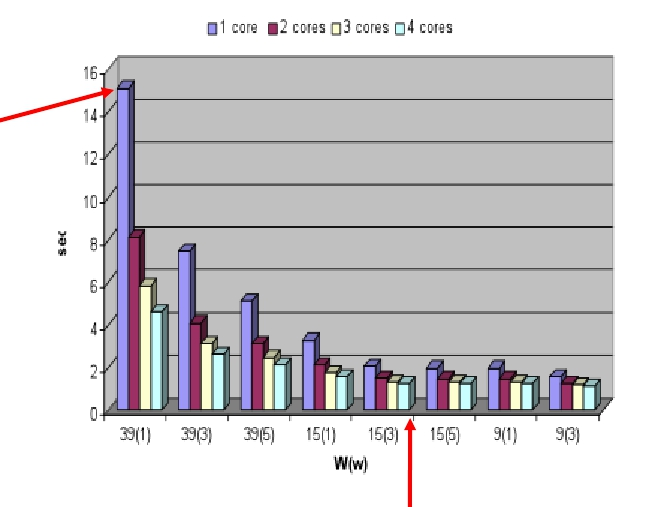 1 core 2 cores 3 cores 4 cores
16
14
12
10
8
6
4
2
0
sec
39(1) 39(3) 39(5) 15(1) 15(3) 15(5) 9(1) 9(3)
W(w)